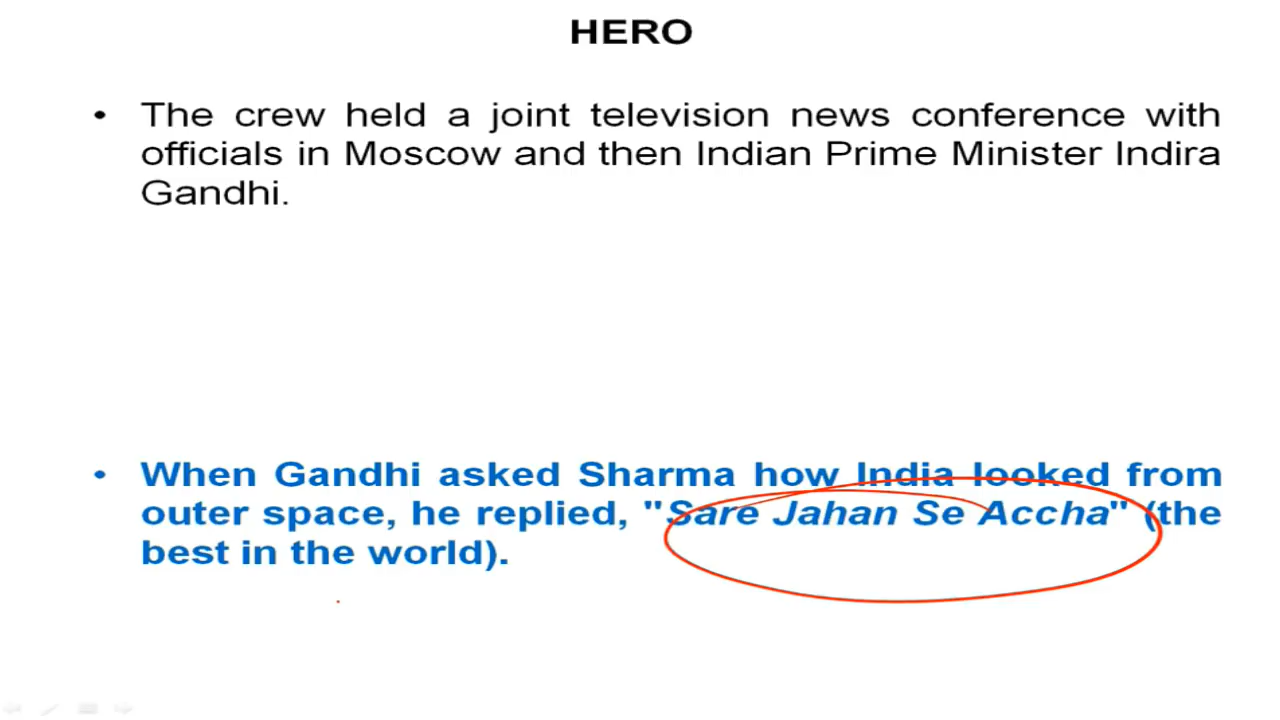 HERO
• The crew held a joint television news conference with
officials in Moscow and then Indian Prime Minister Indira
Gandhi.
• When Gandhi asked Sharma how India looked from
outer space, he replied, "Sare Jahan Se Accha" (the
best in the world).